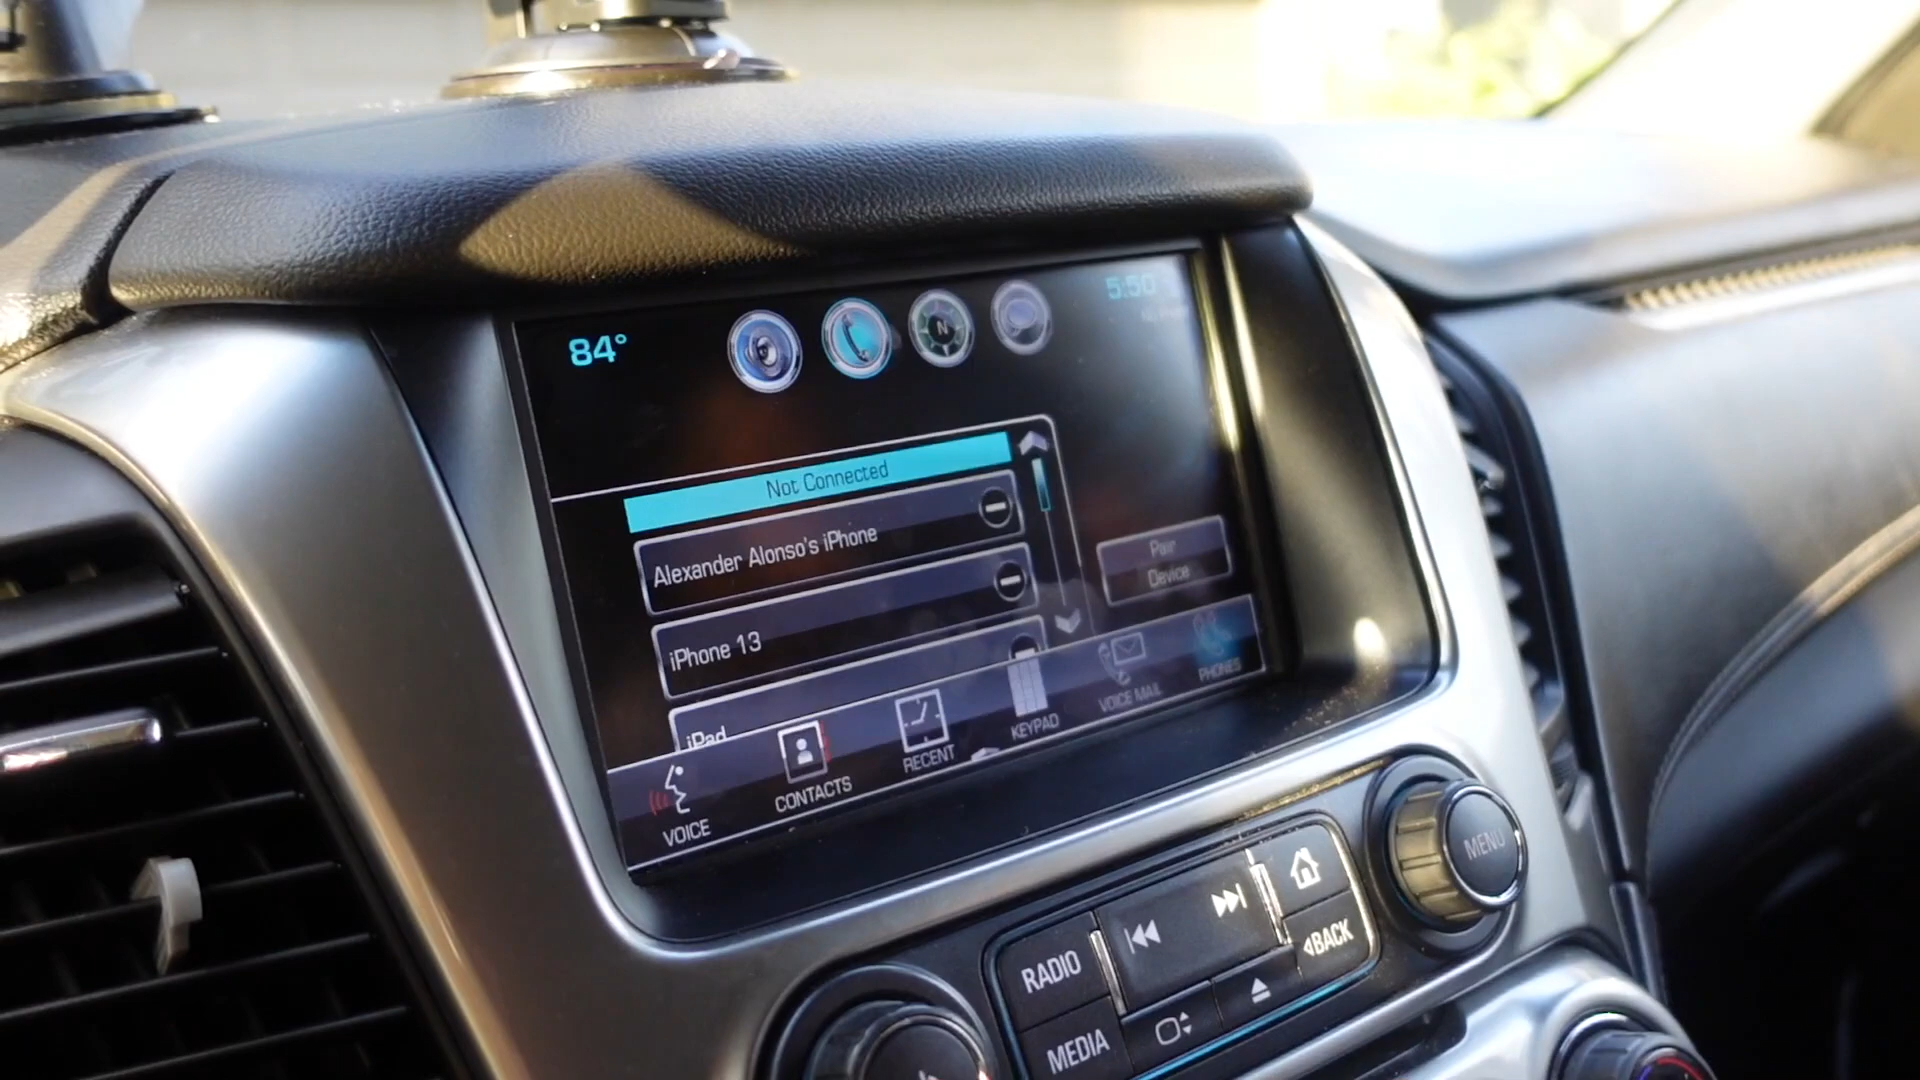 84°
N
5:50
Not Connected
Alexander Alonso's iPhone
iPhone 13
iPad
Pair
Device
VOICE
CONTACTS
RECENT
KEYPAD
VOICE MAIL
PHONES
MENU
RADIO
BACK
MEDIA